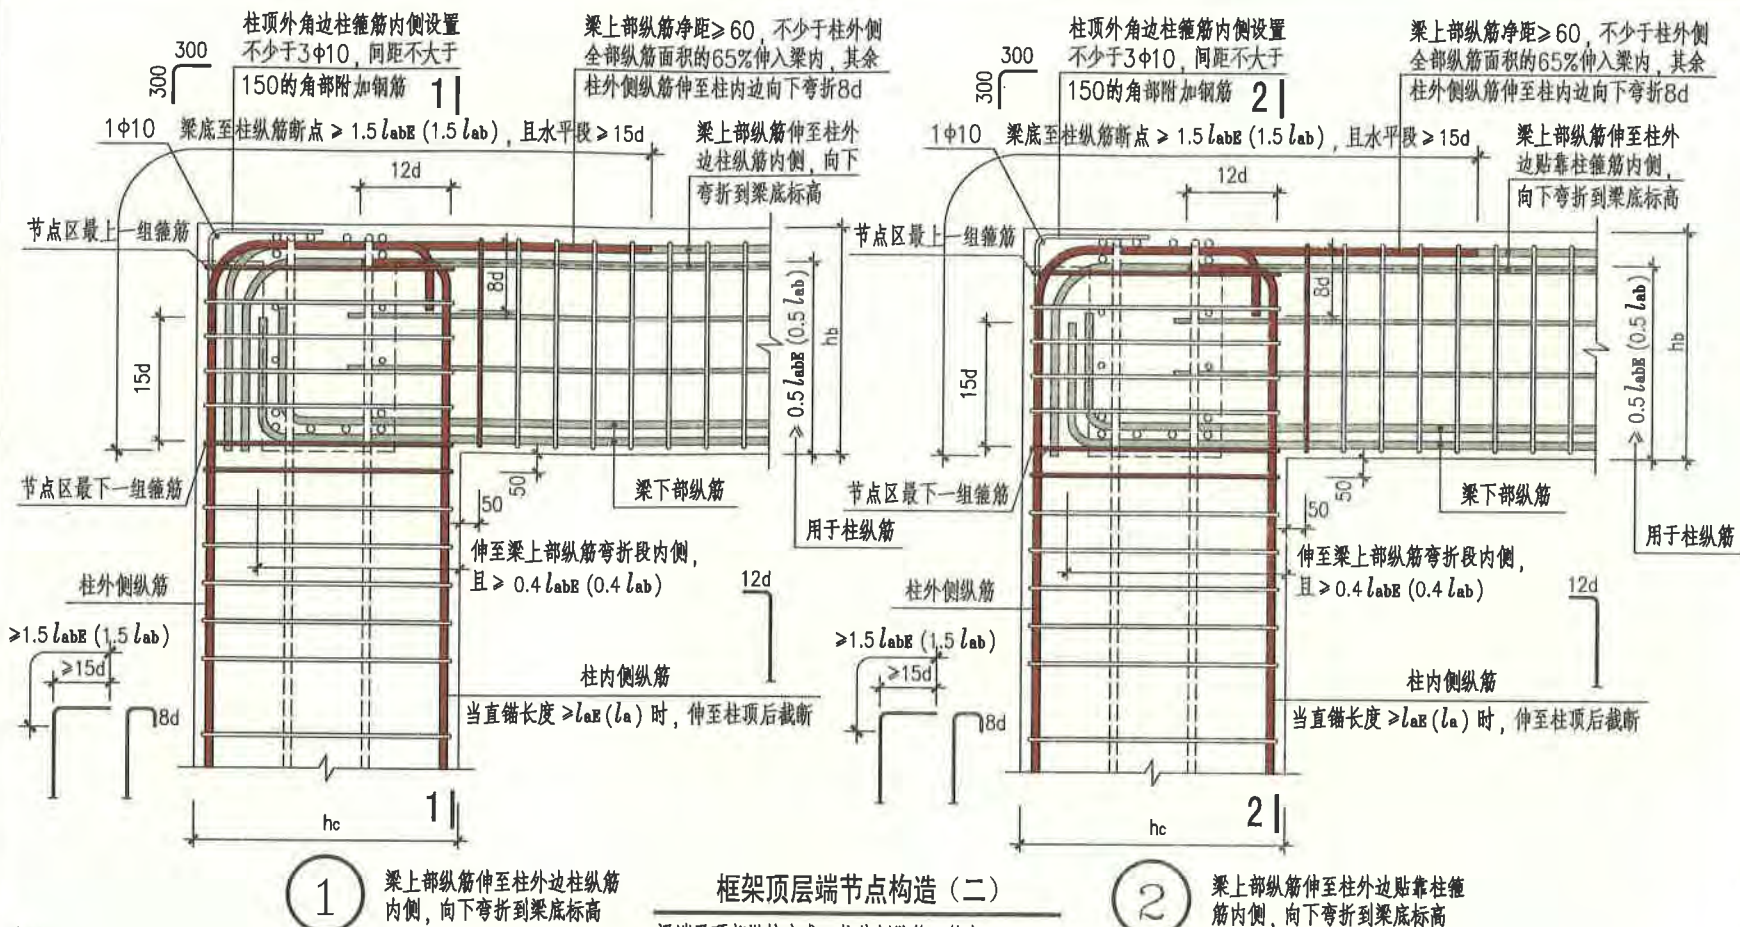 300
300
柱顶外角边柱箍筋内侧设置
不少于3φ10, 间距不大于
150的角部附加钢筋
1
梁上部纵筋净距≥60, 不少于柱外侧
全部纵筋面积的65%伸入梁内, 其余
柱外侧纵筋伸至柱内边向下弯折8d
1φ10
梁底至柱纵筋断点≥1.5labE(1.5lab), 且水平段≥15d
梁上部纵筋伸至柱外
边柱纵筋内侧, 向下
弯折到梁底标高
12d
节点区最上一组箍筋
8d
15d
≥0.5labE(0.5lab)
hb
节点区最下一组箍筋
50
50
梁下部纵筋
用于柱纵筋
伸至梁上部纵筋弯折段内侧,
且≥0.4labE(0.4lab)
12d
柱外侧纵筋
≥1.5labE(1.5lab)
≥15d
8d
柱内侧纵筋
当直锚长度≥laE(la)时, 伸至柱顶后截断
1
hc
1
梁上部纵筋伸至柱外边柱纵筋
内侧, 向下弯折到梁底标高
框架顶层端节点构造(二)
300
300
柱顶外角边柱箍筋内侧设置
不少于3φ10, 间距不大于
150的角部附加钢筋
2
梁上部纵筋净距≥60, 不少于柱外侧
全部纵筋面积的65%伸入梁内, 其余
柱外侧纵筋伸至柱内边向下弯折8d
1φ10
梁底至柱纵筋断点≥1.5labE(1.5lab), 且水平段≥15d
梁上部纵筋伸至柱外
边贴靠柱箍筋内侧,
向下弯折到梁底标高
12d
节点区最上一组箍筋
8d
15d
≥0.5labE(0.5lab)
hb
节点区最下一组箍筋
50
50
梁下部纵筋
用于柱纵筋
伸至梁上部纵筋弯折段内侧,
且≥0.4labE(0.4lab)
12d
柱外侧纵筋
≥1.5labE(1.5lab)
≥15d
8d
柱内侧纵筋
当直锚长度≥laE(la)时, 伸至柱顶后截断
2
hc
2
梁上部纵筋伸至柱外边贴靠柱箍
筋内侧, 向下弯折到梁底标高